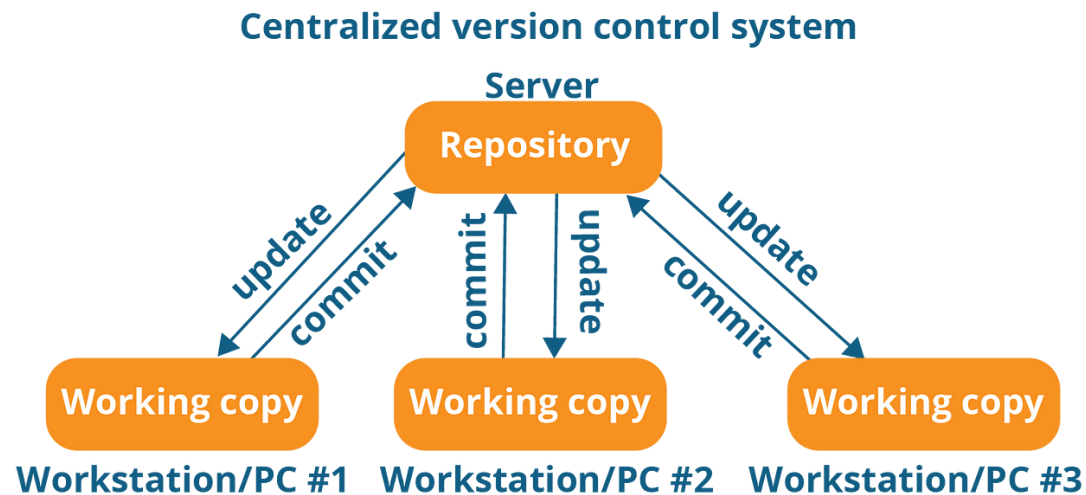 Centralized version control system
Server
Repository
update
commit
commit
update
update
commit
Working copy
Working copy
Working copy
Workstation/PC #1
Workstation/PC #2
Workstation/PC #3